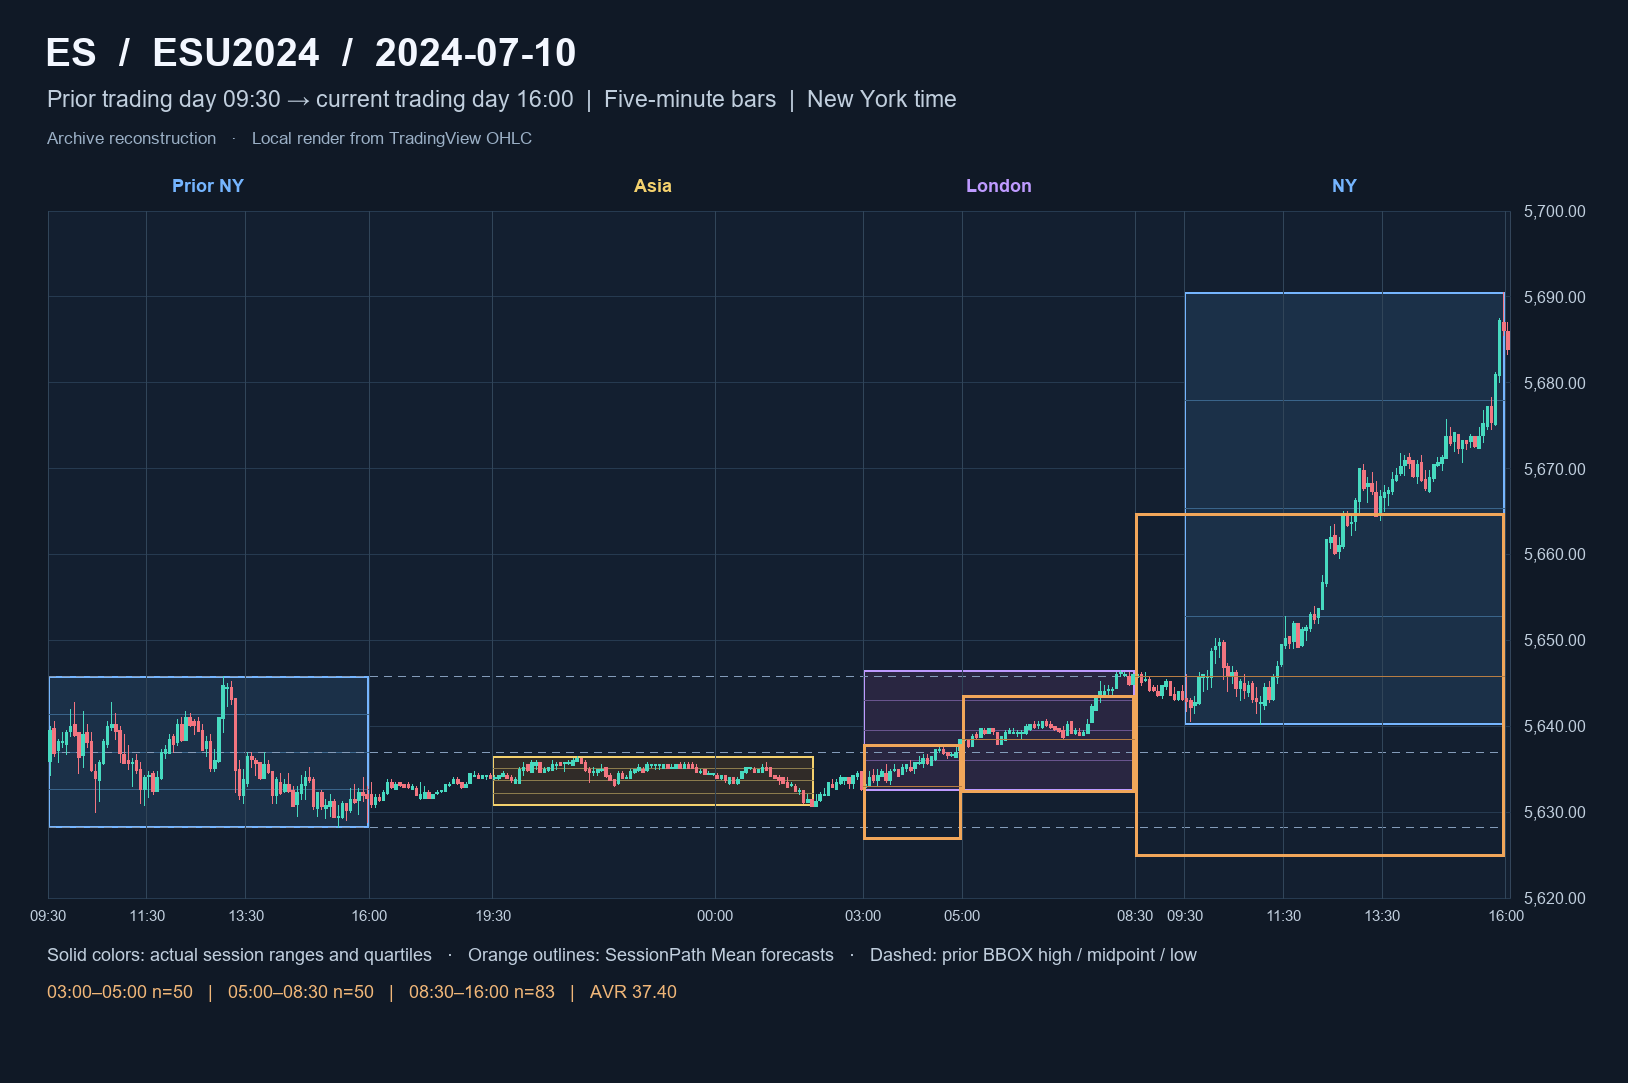 ES / ESU2024 / 2024-07-10
Prior trading day 09:30 → current trading day 16:00 | Five-minute bars | New York time
Archive reconstruction · Local render from TradingView OHLC
Prior NY Asia London NY
5,700.00
5,690.00
5,680.00
5,670.00
5,660.00
5,650.00
5,640.00
5,630.00
5,620.00
09:30 11:30 13:30 16:00 19:30 00:00 03:00 05:00 08:30 09:30 11:30 13:30 16:00
Solid colors: actual session ranges and quartiles · Orange outlines: SessionPath Mean forecasts · Dashed: prior BBOX high / midpoint / low
03:00–05:00 n=50 | 05:00–08:30 n=50 | 08:30–16:00 n=83 | AVR 37.40